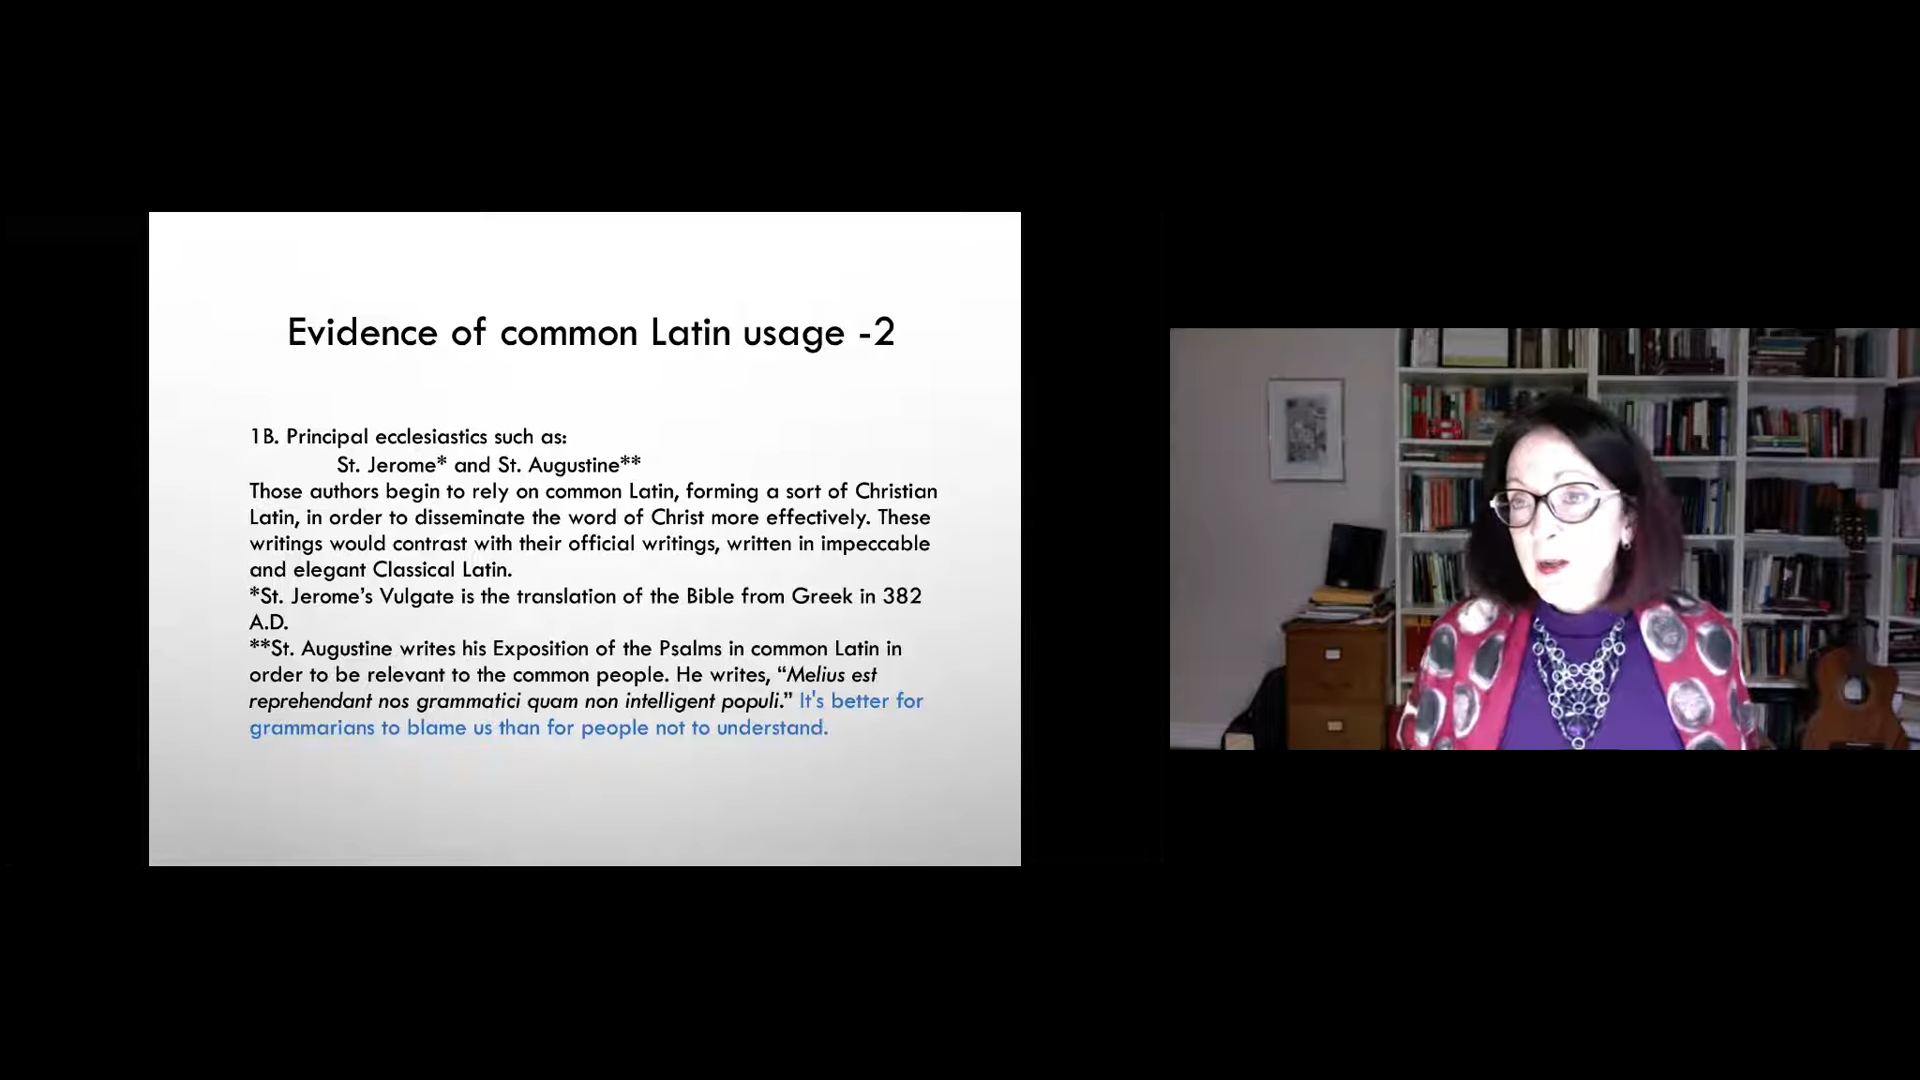 Evidence of common Latin usage -2
1B. Principal ecclesiastics such as:
St. Jerome* and St. Augustine**
Those authors begin to rely on common Latin, forming a sort of Christian
Latin, in order to disseminate the word of Christ more effectively. These
writings would contrast with their official writings, written in impeccable
and elegant Classical Latin.
*St. Jerome’s Vulgate is the translation of the Bible from Greek in 382
A.D.
**St. Augustine writes his Exposition of the Psalms in common Latin in
order to be relevant to the common people. He writes, “Melius est
reprehendant nos grammatici quam non intelligent populi.” It's better for
grammarians to blame us than for people not to understand.